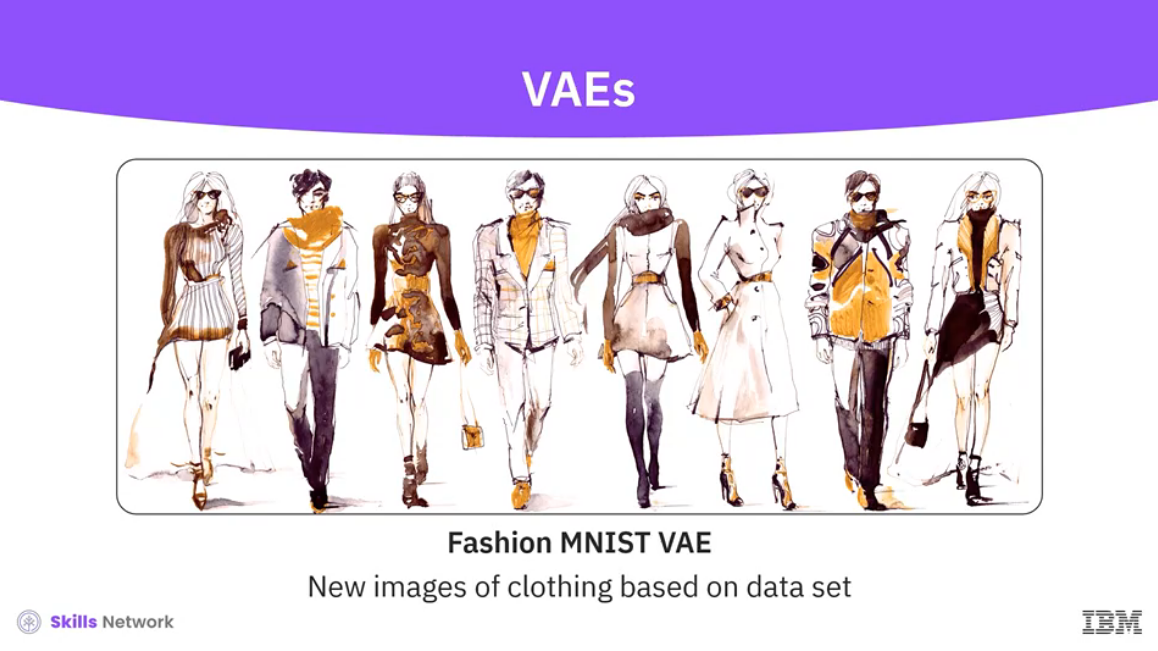 VAEs
Fashion MNIST VAE
New images of clothing based on data set
Skills Network
IBM